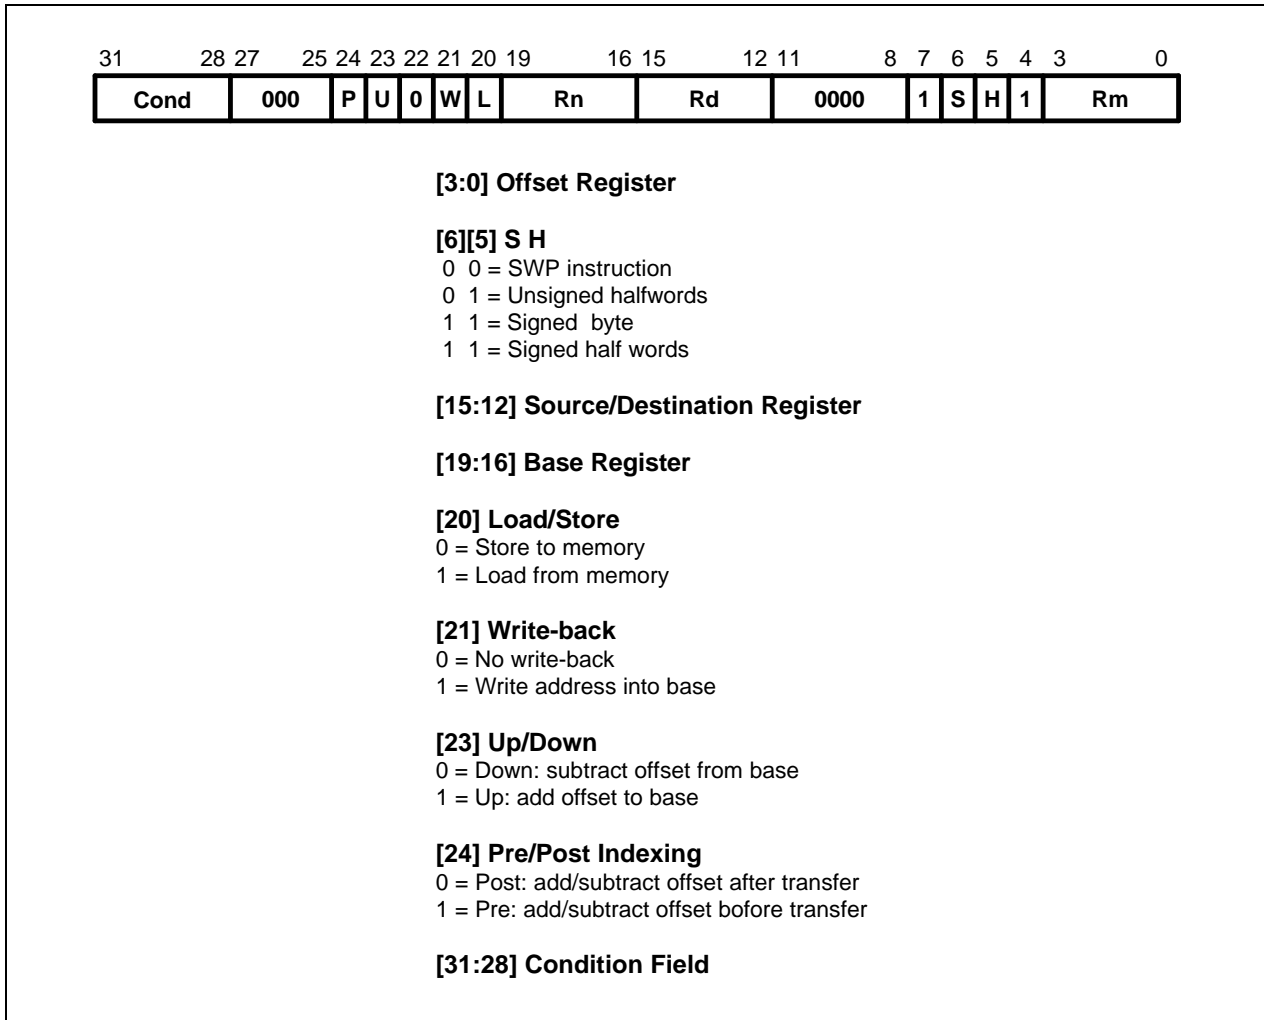 31 28 27 25 24 23 22 21 20 19 16 15 12 11 8 7 6 5 4 3 0
Cond 000 P U 0 W L Rn Rd 0000 1 S H 1 Rm
[3:0] Offset Register
[6][5] S H
0 0 = SWP instruction
0 1 = Unsigned halfwords
1 1 = Signed byte
1 1 = Signed half words
[15:12] Source/Destination Register
[19:16] Base Register
[20] Load/Store
0 = Store to memory
1 = Load from memory
[21] Write-back
0 = No write-back
1 = Write address into base
[23] Up/Down
0 = Down: subtract offset from base
1 = Up: add offset to base
[24] Pre/Post Indexing
0 = Post: add/subtract offset after transfer
1 = Pre: add/subtract offset bofore transfer
[31:28] Condition Field